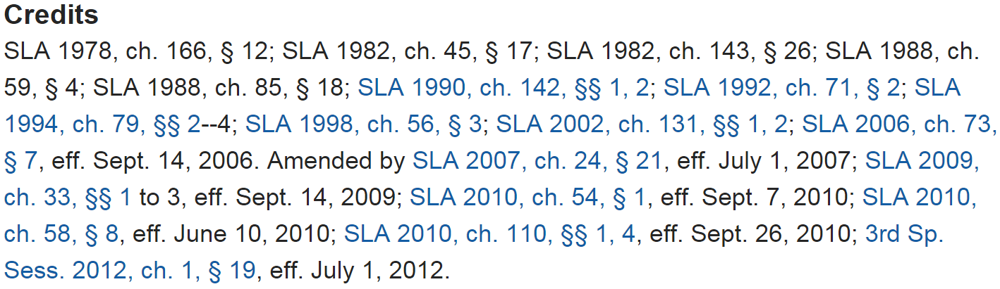 Credits
SLA 1978, ch. 166, § 12; SLA 1982, ch. 45, § 17; SLA 1982, ch. 143, § 26; SLA 1988, ch.
59, § 4; SLA 1988, ch. 85, § 18; SLA 1990, ch. 142, §§ 1, 2; SLA 1992, ch. 71, § 2; SLA
1994, ch. 79, §§ 2--4; SLA 1998, ch. 56, § 3; SLA 2002, ch. 131, §§ 1, 2; SLA 2006, ch. 73,
§ 7, eff. Sept. 14, 2006. Amended by SLA 2007, ch. 24, § 21, eff. July 1, 2007; SLA 2009,
ch. 33, §§ 1 to 3, eff. Sept. 14, 2009; SLA 2010, ch. 54, § 1, eff. Sept. 7, 2010; SLA 2010,
ch. 58, § 8, eff. June 10, 2010; SLA 2010, ch. 110, §§ 1, 4, eff. Sept. 26, 2010; 3rd Sp.
Sess. 2012, ch. 1, § 19, eff. July 1, 2012.